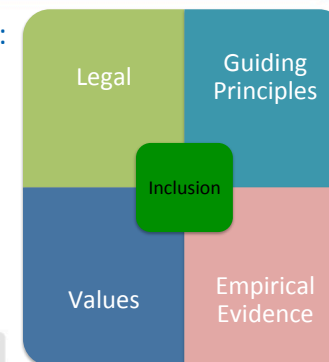 :
Legal
Guiding
Principles
Inclusion
Values
Empirical
Evidence